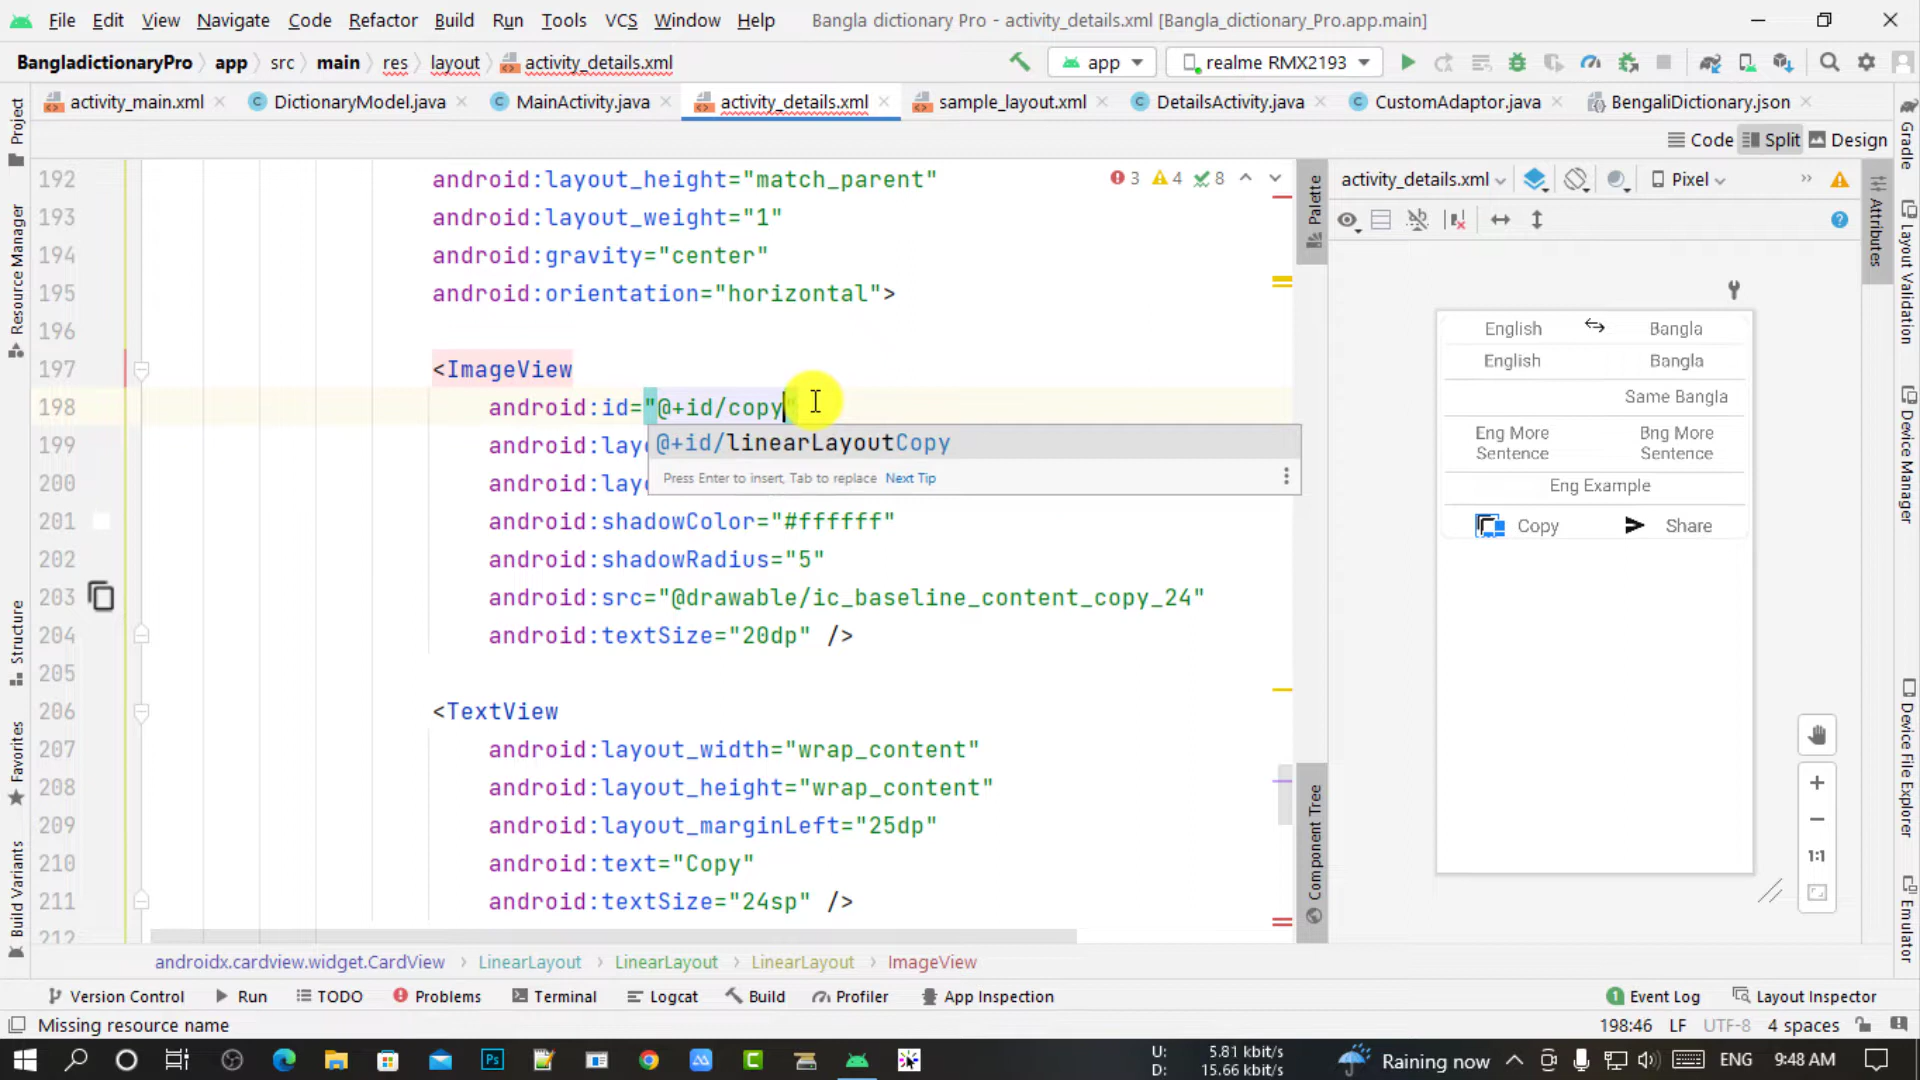 File Edit View Navigate Code Refactor Build Run Tools VCS Window Help Bangla dictionary Pro - activity_details.xml [Bangla_dictionary_Pro.app.main]
BangladictionaryPro app src main res layout activity_details.xml app realme RMX2193
activity_main.xml DictionaryModel.java MainActivity.java activity_details.xml sample_layout.xml DetailsActivity.java CustomAdaptor.java BengaliDictionary.json
Code Split Design
Project
Resource Manager
Structure
Favorites
Build Variants
192 android:layout_height="match_parent"
193 android:layout_weight="1"
194 android:gravity="center"
195 android:orientation="horizontal">
196
197 <ImageView
198 android:id="@+id/copy"
199 android:lay
200 android:lay
201 android:shadowColor="#ffffff"
202 android:shadowRadius="5"
203 android:src="@drawable/ic_baseline_content_copy_24"
204 android:textSize="20dp" />
205
206 <TextView
207 android:layout_width="wrap_content"
208 android:layout_height="wrap_content"
209 android:layout_marginLeft="25dp"
210 android:text="Copy"
211 android:textSize="24sp" />
212
3 4 8
@+id/linearLayoutCopy
Press Enter to insert, Tab to replace Next Tip
Palette
Component Tree
activity_details.xml Pixel
English Bangla
English Bangla
Same Bangla
Eng More Sentence Bng More Sentence
Eng Example
Copy Share
1:1
Attributes
Gradle
Layout Validation
Device Manager
Device File Explorer
Emulator
androidx.cardview.widget.CardView LinearLayout LinearLayout LinearLayout ImageView
Version Control Run TODO Problems Terminal Logcat Build Profiler App Inspection 1 Event Log Layout Inspector
Missing resource name 198:46 LF UTF-8 4 spaces
Ps U: 5.81 kbit/s
D: 15.66 kbit/s
Raining now ENG 9:48 AM